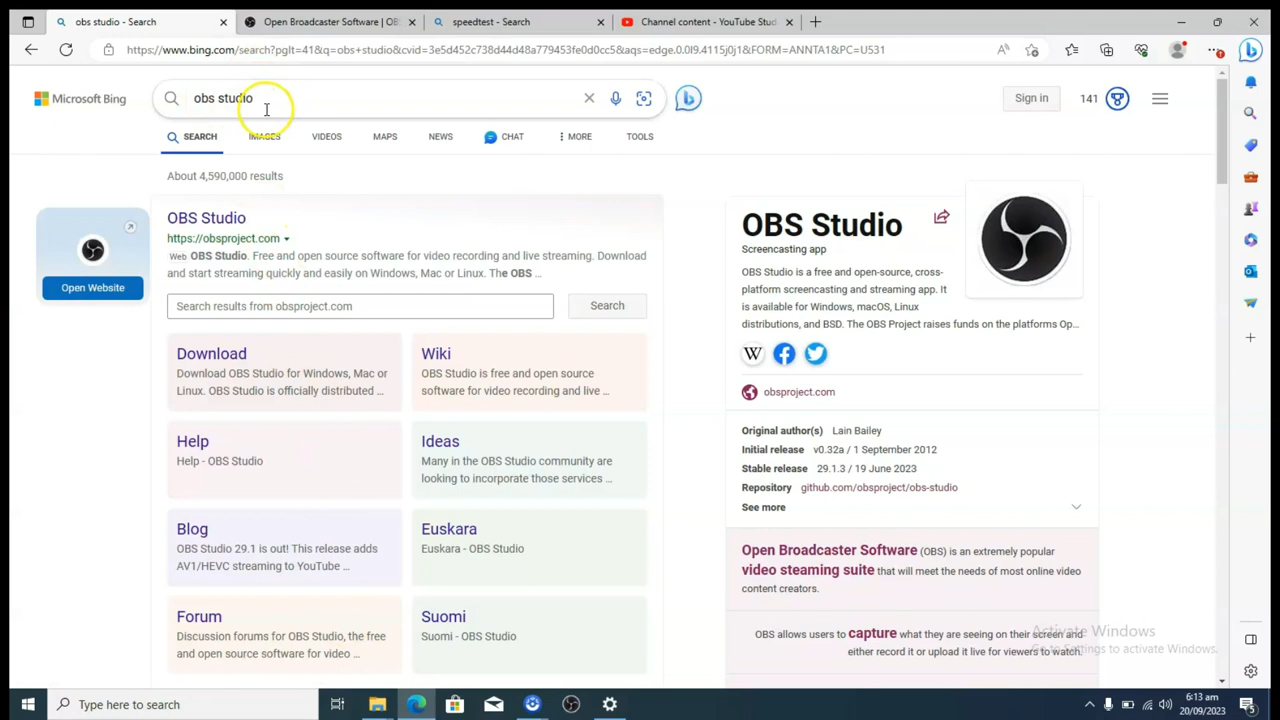 obs studio - Search
Open Broadcaster Software | OBS
speedtest - Search
Channel content - YouTube Stud
https://www.bing.com/search?pglt=41&q=obs+studio&cvid=3e5d452c738d44d48a779453fe0d0cc5&aqs=edge.0.0l9.4115j0j1&FORM=ANNTA1&PC=U531
Microsoft Bing
obs studio
Sign in
141
SEARCH
IMAGES
VIDEOS
MAPS
NEWS
CHAT
MORE
TOOLS
About 4,590,000 results
Open Website
OBS Studio
https://obsproject.com
Web OBS Studio. Free and open source software for video recording and live streaming. Download
and start streaming quickly and easily on Windows, Mac or Linux. The OBS ...
Search results from obsproject.com
Search
Download
Download OBS Studio for Windows, Mac or
Linux. OBS Studio is officially distributed ...
Wiki
OBS Studio is free and open source
software for video recording and live ...
Help
Help - OBS Studio
Ideas
Many in the OBS Studio community are
looking to incorporate those services ...
Blog
OBS Studio 29.1 is out! This release adds
AV1/HEVC streaming to YouTube ...
Euskara
Euskara - OBS Studio
Forum
Discussion forums for OBS Studio, the free
and open source software for video ...
Suomi
Suomi - OBS Studio
OBS Studio
Screencasting app
OBS Studio is a free and open-source, cross-
platform screencasting and streaming app. It
is available for Windows, macOS, Linux
distributions, and BSD. The OBS Project raises funds on the platforms Op...
W
obsproject.com
Original author(s) Lain Bailey
Initial release v0.32a / 1 September 2012
Stable release 29.1.3 / 19 June 2023
Repository github.com/obsproject/obs-studio
See more
Open Broadcaster Software (OBS) is an extremely popular
video steaming suite that will meet the needs of most online video
content creators.
OBS allows users to capture what they are seeing on their screen and
either record it or upload it live for viewers to watch.
Activate Windows
Go to Settings to activate Windows.
Type here to search
6:13 am
20/09/2023
5